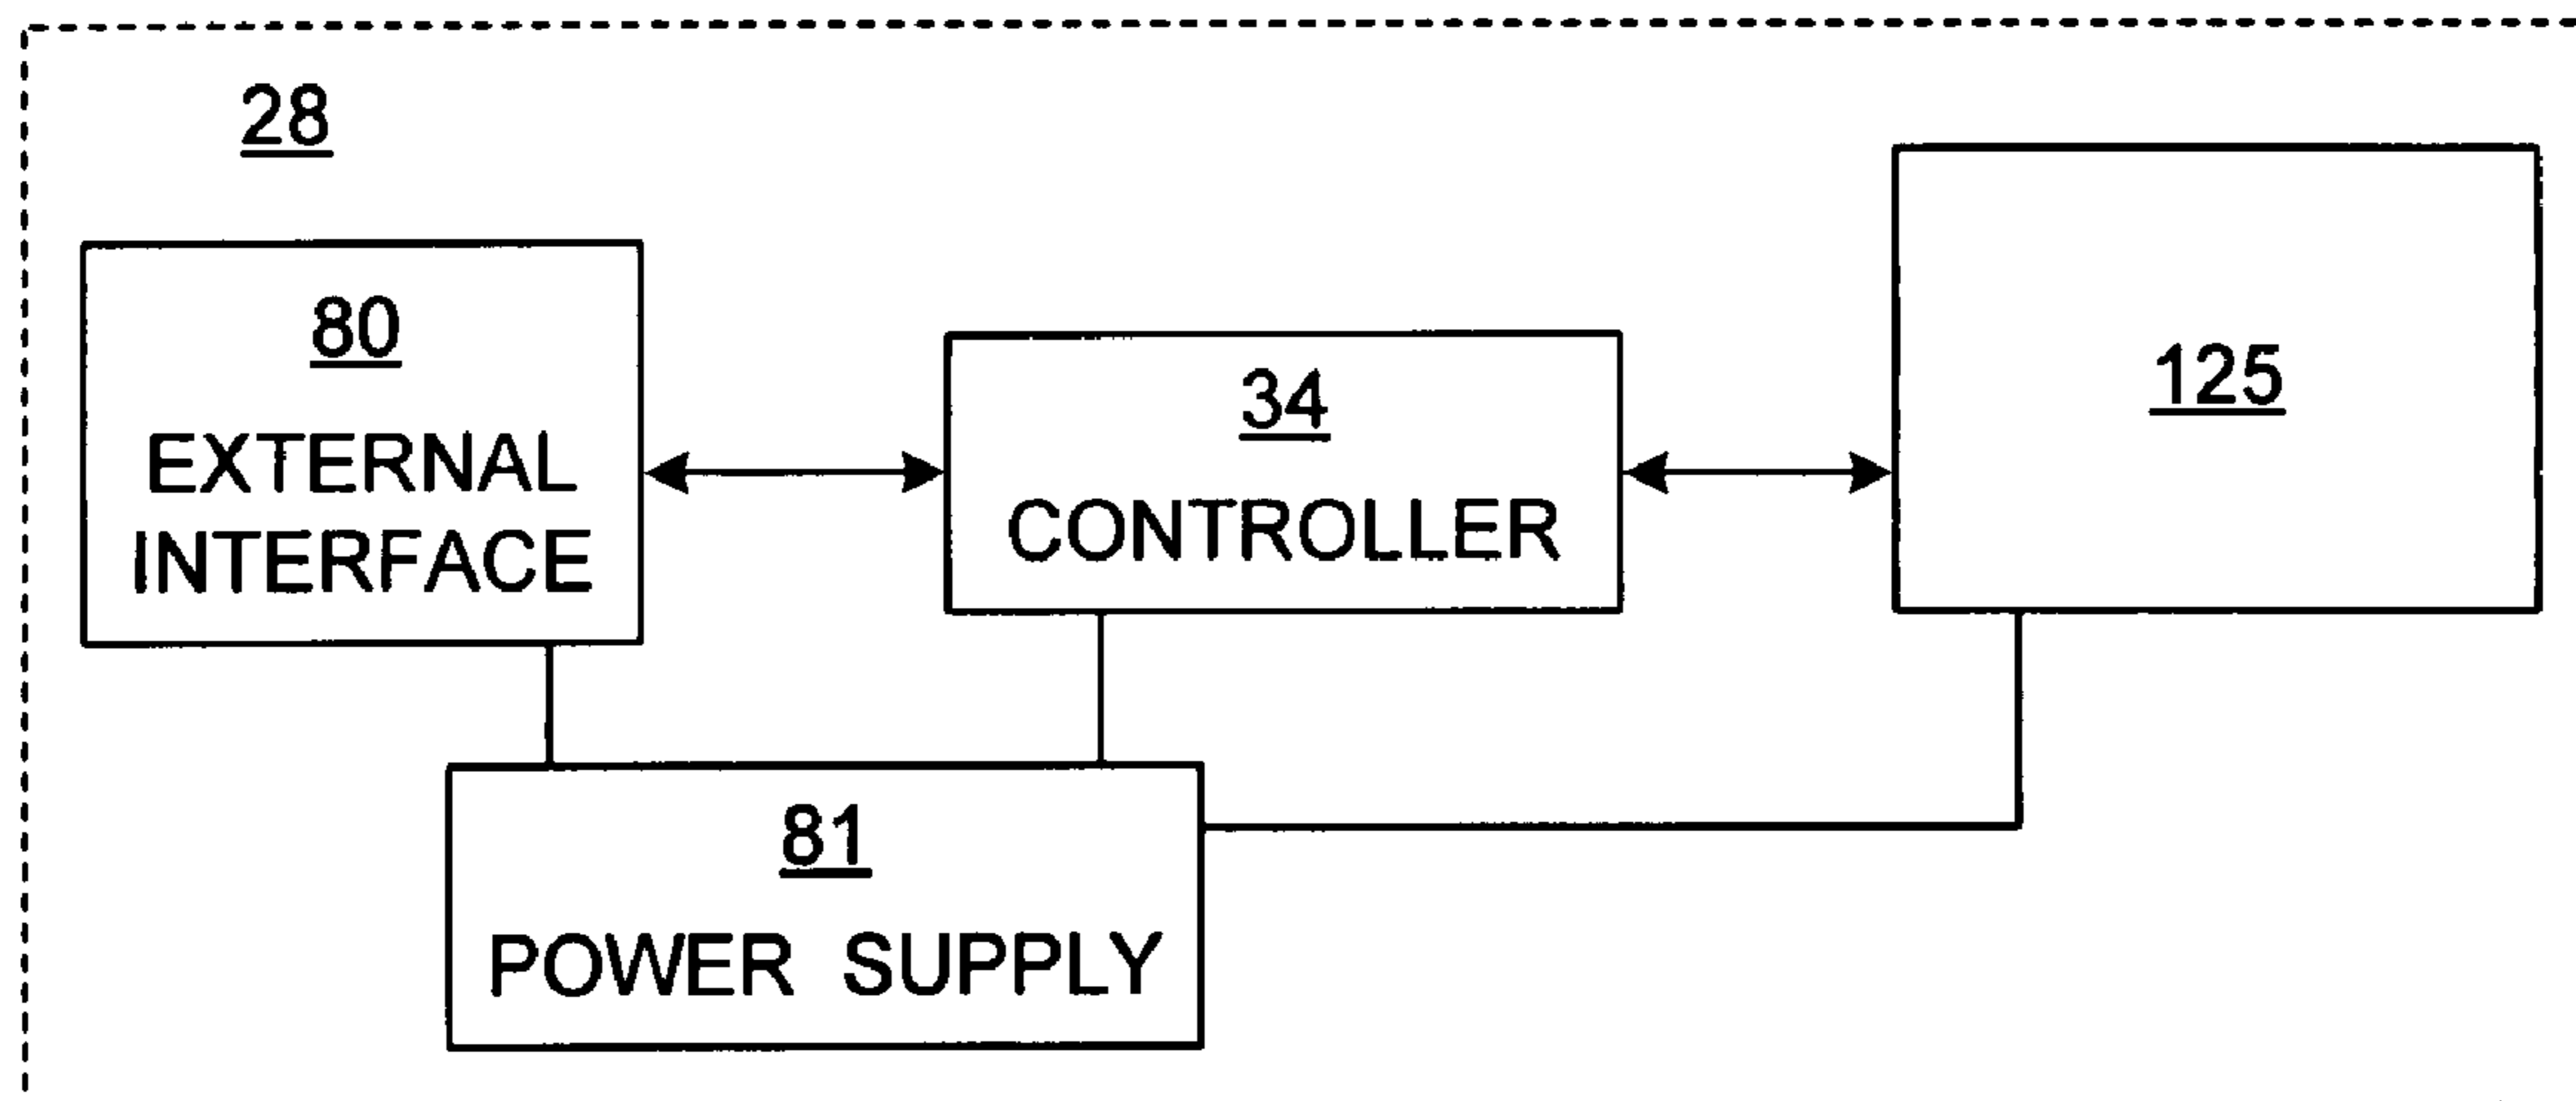 28
80
EXTERNAL
INTERFACE
34
CONTROLLER
125
81
POWER SUPPLY